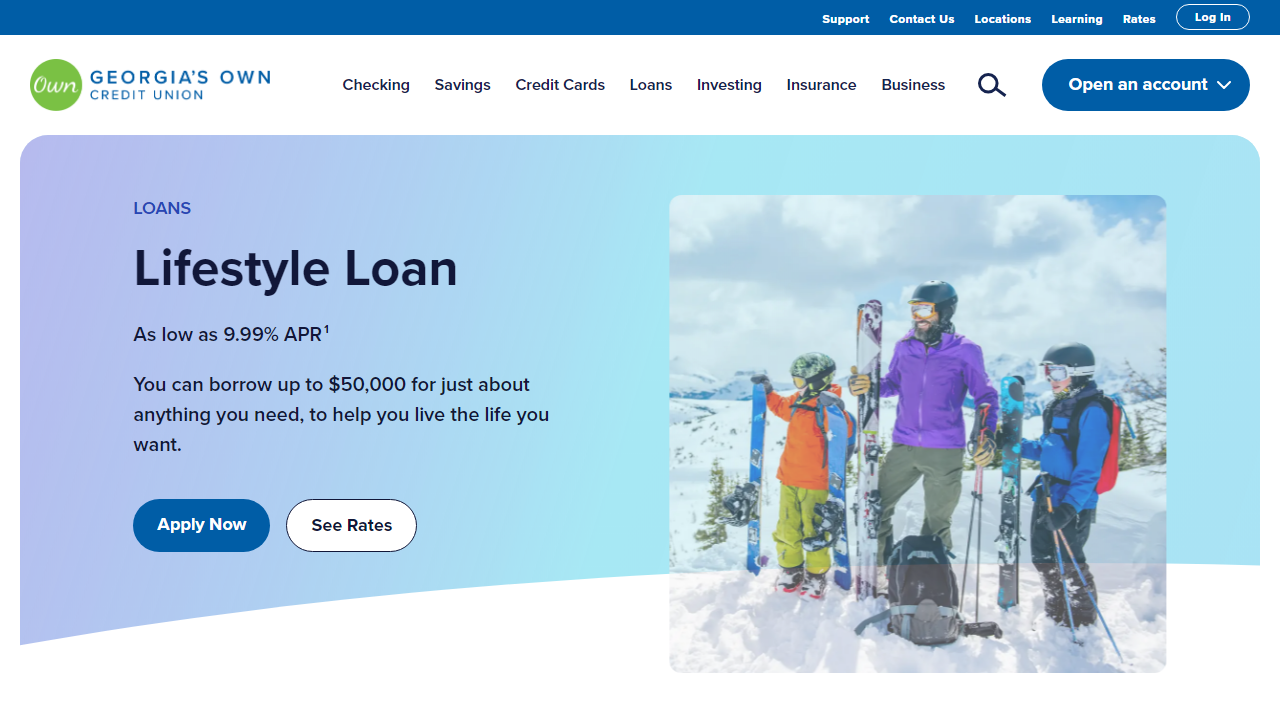 Support Contact Us Locations Learning Rates Log In
Own GEORGIA'S OWN
CREDIT UNION
Checking Savings Credit Cards Loans Investing Insurance Business Open an account
LOANS
Lifestyle Loan
As low as 9.99% APR¹
You can borrow up to $50,000 for just about
anything you need, to help you live the life you
want.
Apply Now See Rates